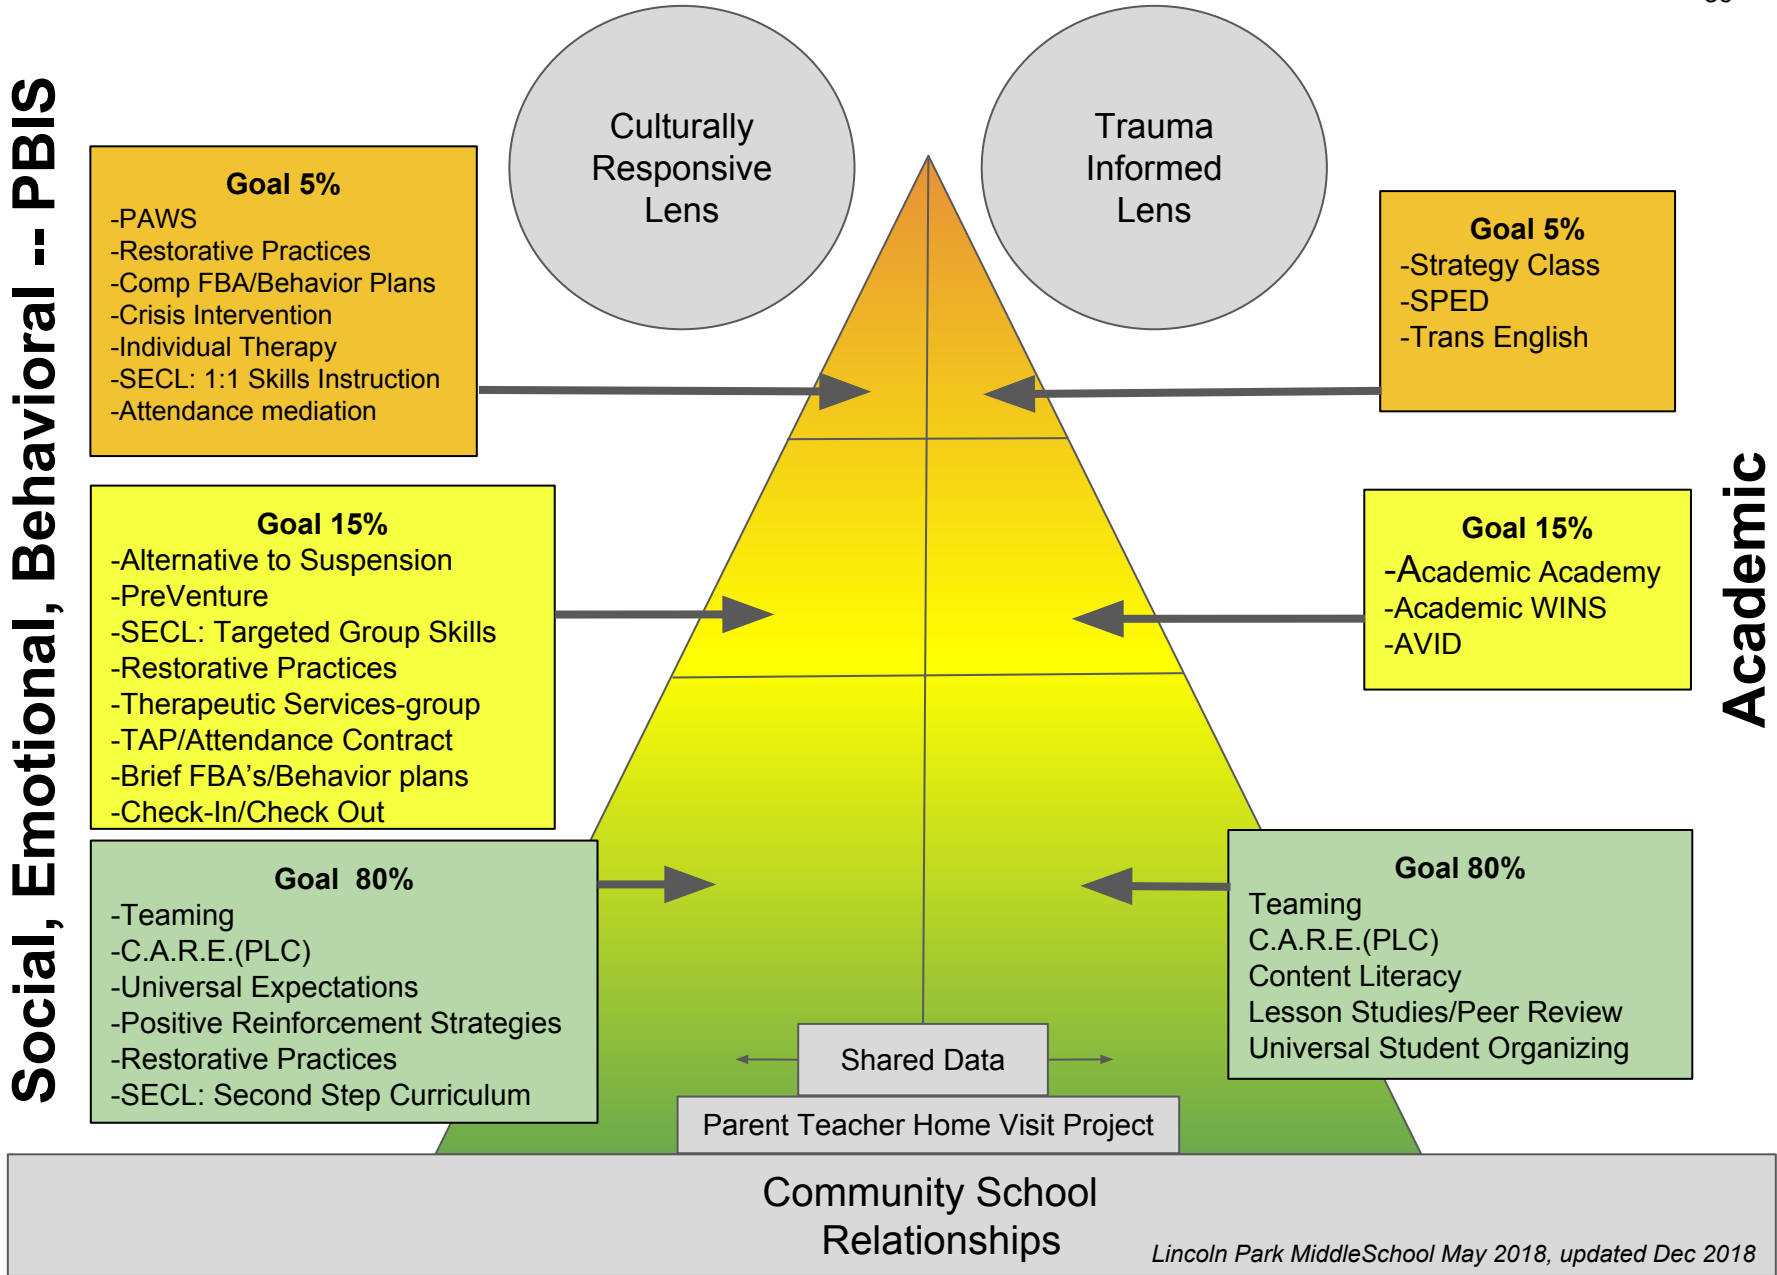 Social, Emotional, Behavioral -- PBIS
Culturally
Responsive
Lens
Trauma
Informed
Lens
Goal 5%
-PAWS
-Restorative Practices
-Comp FBA/Behavior Plans
-Crisis Intervention
-Individual Therapy
-SECL: 1:1 Skills Instruction
-Attendance mediation
Goal 5%
-Strategy Class
-SPED
-Trans English
Goal 15%
-Alternative to Suspension
-PreVenture
-SECL: Targeted Group Skills
-Restorative Practices
-Therapeutic Services-group
-TAP/Attendance Contract
-Brief FBA's/Behavior plans
-Check-In/Check Out
Goal 15%
-Academic Academy
-Academic WINS
-AVID
Academic
Goal  80%
-Teaming
-C.A.R.E.(PLC)
-Universal Expectations
-Positive Reinforcement Strategies
-Restorative Practices
-SECL: Second Step Curriculum
Goal 80%
Teaming
C.A.R.E.(PLC)
Content Literacy
Lesson Studies/Peer Review
Universal Student Organizing
Shared Data
Parent Teacher Home Visit Project
Community School
Relationships
Lincoln Park MiddleSchool May 2018, updated Dec 2018